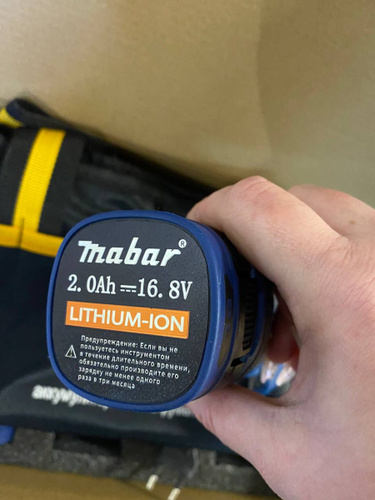 mabar®
2.0Ah⎓16.8V
LITHIUM-ION
Предупреждение: Если вы не
пользуетесь инструментом
в течение длительного времени,
обязательно производите его
зарядку не менее одного
раза в три месяца